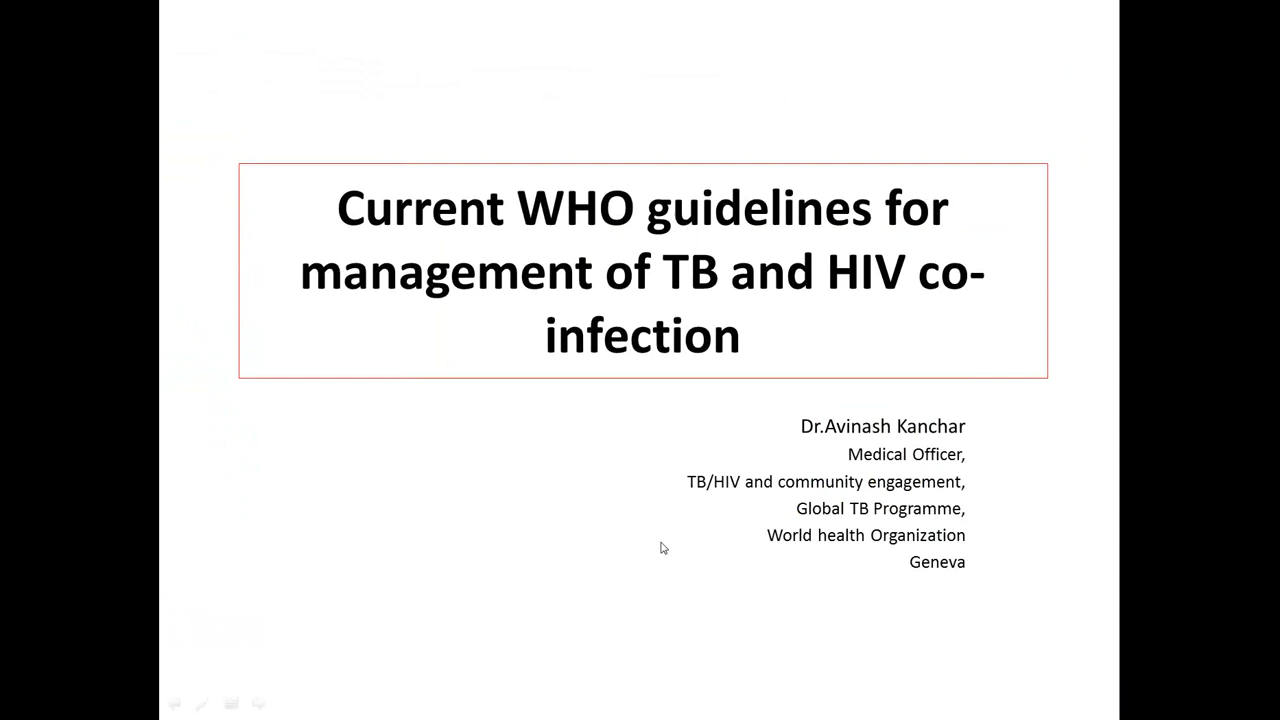 Current WHO guidelines for
management of TB and HIV co-
infection
Dr.Avinash Kanchar
Medical Officer,
TB/HIV and community engagement,
Global TB Programme,
World health Organization
Geneva